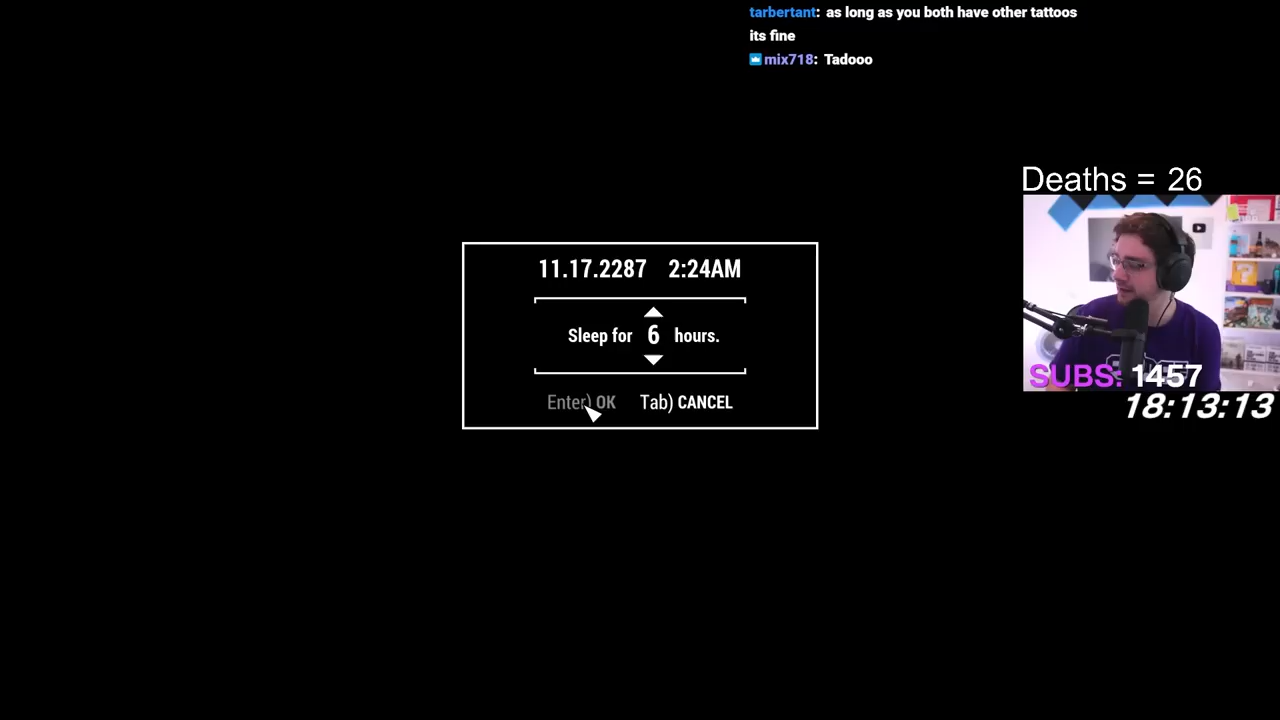 tarbertant: as long as you both have other tattoos
its fine
mix718: Tadooo
Deaths = 26
11.17.2287 2:24AM
Sleep for 6 hours.
Enter) OK Tab) CANCEL
SUBS: 1457
18:13:13